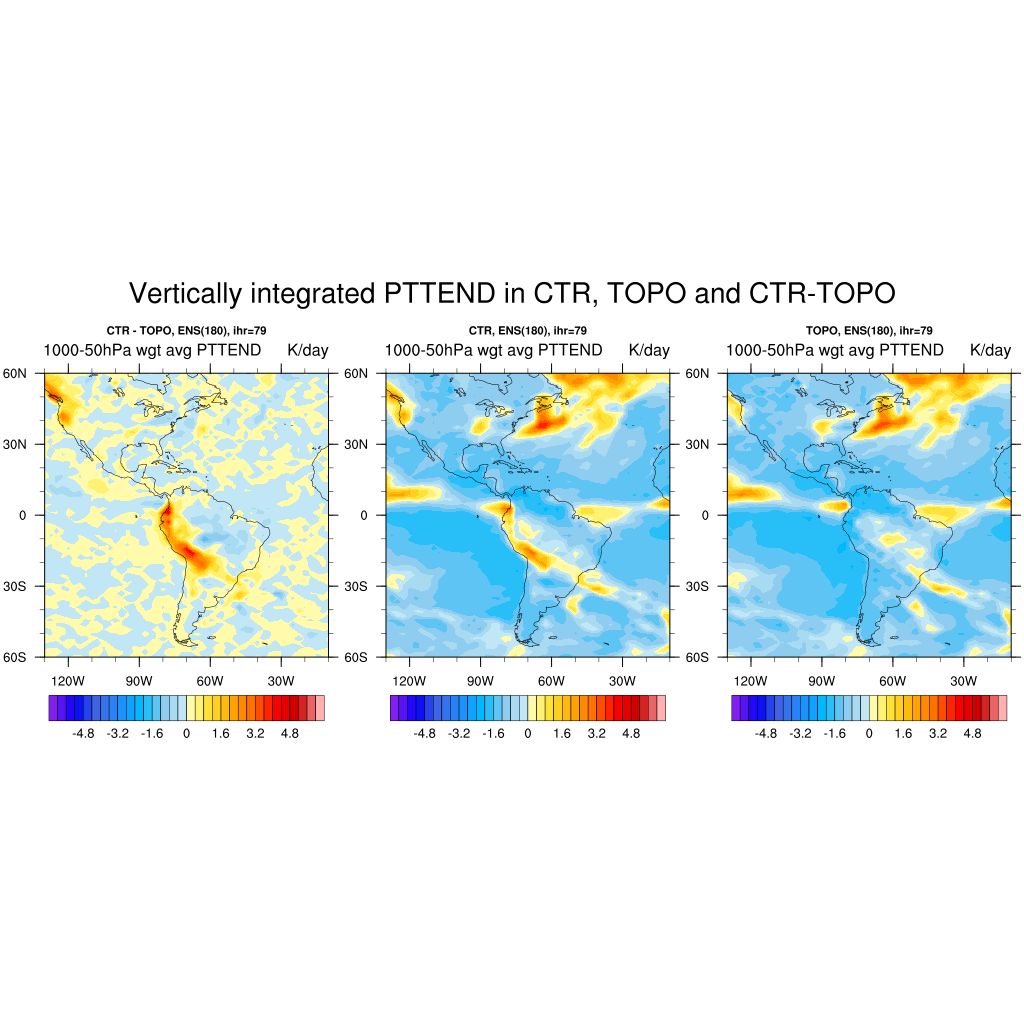 Vertically integrated PTTEND in CTR, TOPO and CTR-TOPO
CTR - TOPO, ENS(180), ihr=79
1000-50hPa wgt avg PTTEND K/day
60N
30N
0
30S
60S
120W 90W 60W 30W
-4.8 -3.2 -1.6 0 1.6 3.2 4.8
CTR, ENS(180), ihr=79
1000-50hPa wgt avg PTTEND K/day
60N
30N
0
30S
60S
120W 90W 60W 30W
-4.8 -3.2 -1.6 0 1.6 3.2 4.8
TOPO, ENS(180), ihr=79
1000-50hPa wgt avg PTTEND K/day
60N
30N
0
30S
60S
120W 90W 60W 30W
-4.8 -3.2 -1.6 0 1.6 3.2 4.8